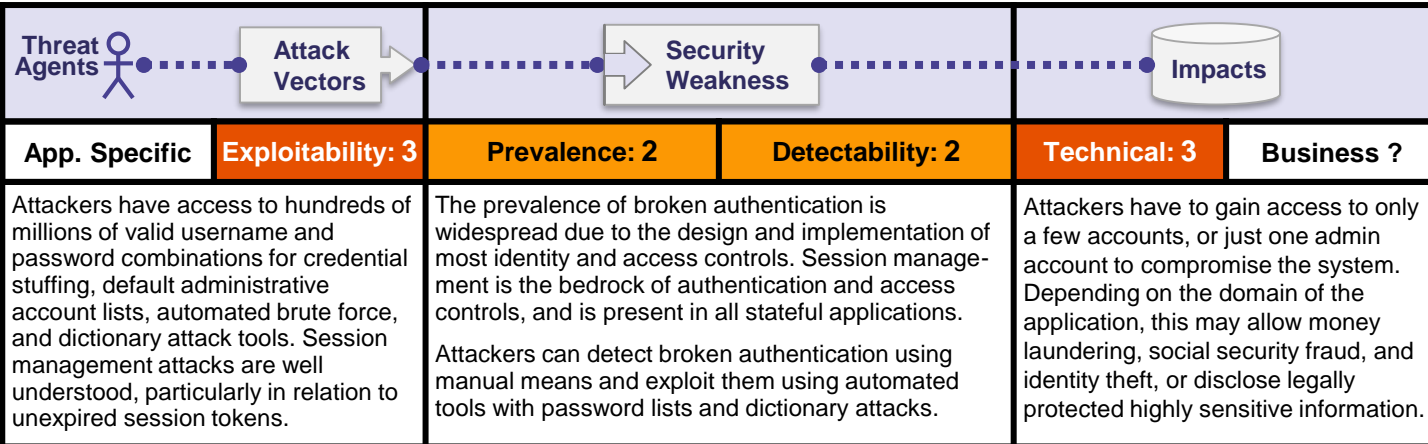 Threat
Agents
Attack
Vectors
Security
Weakness
Impacts
App. Specific
Exploitability: 3
Prevalence: 2
Detectability: 2
Technical: 3
Business ?
Attackers have access to hundreds of
millions of valid username and
password combinations for credential
stuffing, default administrative
account lists, automated brute force,
and dictionary attack tools. Session
management attacks are well
understood, particularly in relation to
unexpired session tokens.
The prevalence of broken authentication is
widespread due to the design and implementation of
most identity and access controls. Session manage-
ment is the bedrock of authentication and access
controls, and is present in all stateful applications.
Attackers can detect broken authentication using
manual means and exploit them using automated
tools with password lists and dictionary attacks.
Attackers have to gain access to only
a few accounts, or just one admin
account to compromise the system.
Depending on the domain of the
application, this may allow money
laundering, social security fraud, and
identity theft, or disclose legally
protected highly sensitive information.